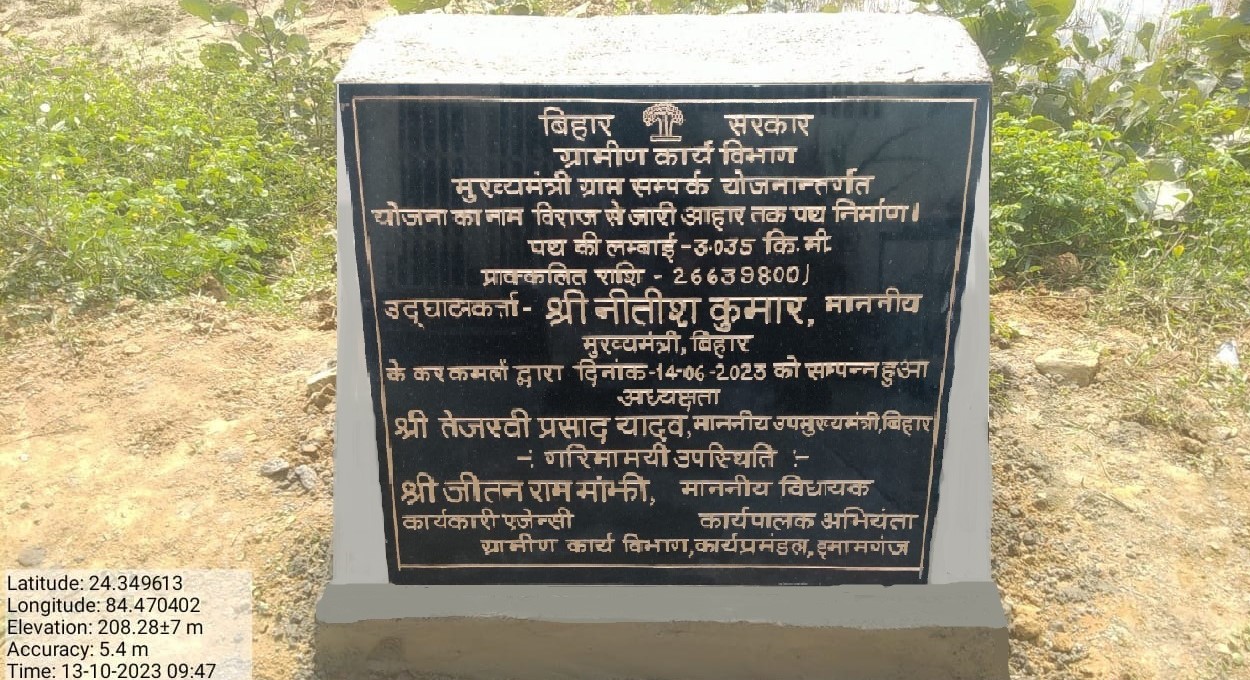 बिहार सरकार
ग्रामीण कार्य विभाग
मुख्यमंत्री ग्राम सम्पर्क योजनान्तर्गत
योजना का नाम विराज से जारी आहार तक पथ निर्माण।
पथ की लम्बाई - 3.035 कि.मी
प्राक्कलित राशि - 26639800/
उद्घाटनकर्त्ता - श्री नीतीश कुमार, माननीय
मुख्यमंत्री, बिहार
के कर कमलों द्वारा दिनांक-14-06-2023 को सम्पन्न हुआ
अध्यक्षता
श्री तेजस्वी प्रसाद यादव, माननीय उपमुख्यमंत्री, बिहार
-: गरिमामयी उपस्थिति :-
श्री जीतन राम मांझी, माननीय विधायक
कार्यकारी एजेन्सी कार्यपालक अभियंता
ग्रामीण कार्य विभाग, कार्यप्रमंडल, इमामगंज
Latitude: 24.349613
Longitude: 84.470402
Elevation: 208.28±7 m
Accuracy: 5.4 m
Time: 13-10-2023 09:47